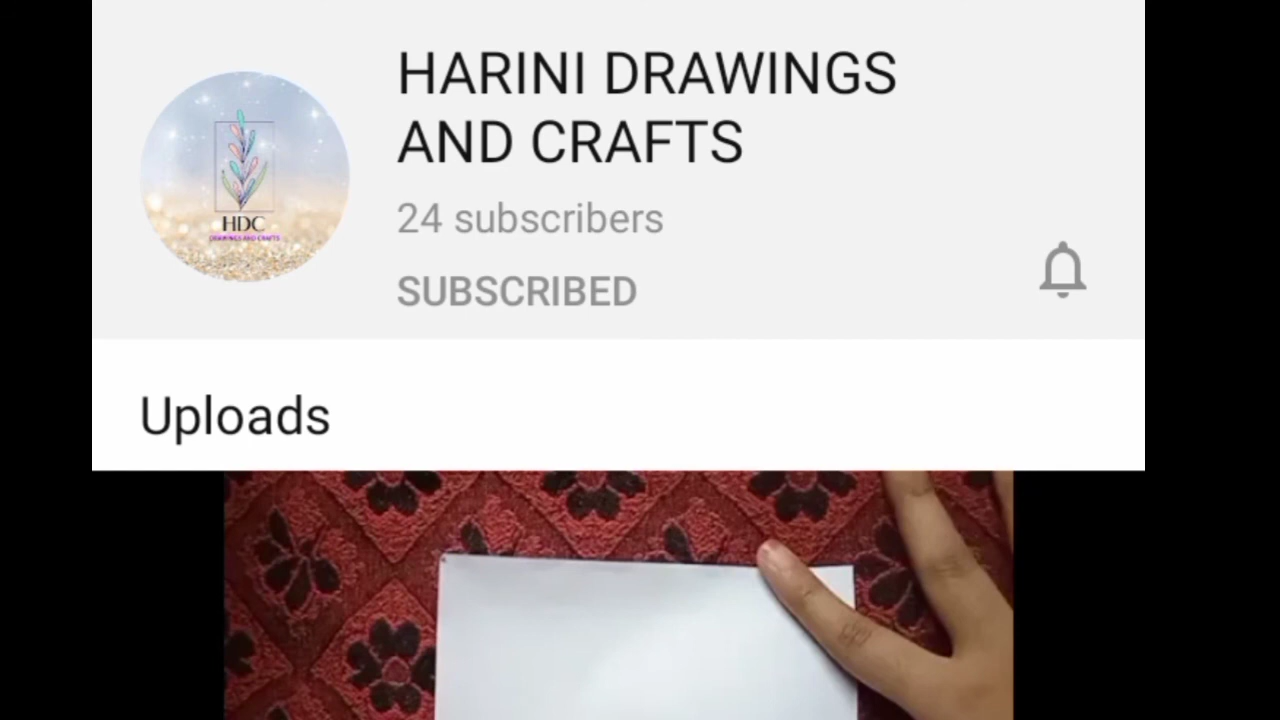 HARINI DRAWINGS
AND CRAFTS
24 subscribers
SUBSCRIBED
HDC
DRAWINGS AND CRAFTS
Uploads